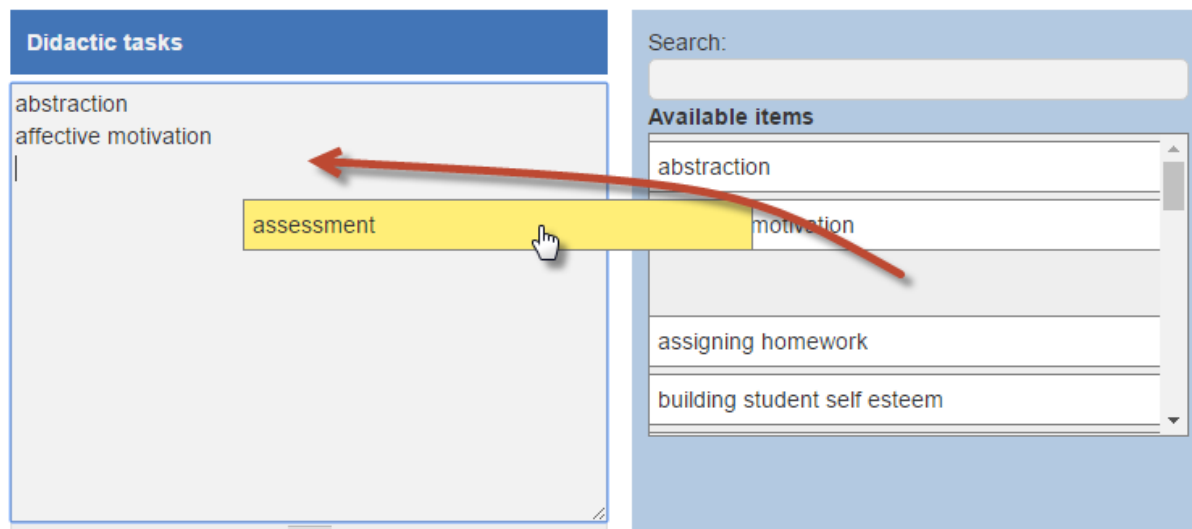 Didactic tasks
abstraction
affective motivation
assessment
Search:
Available items
abstraction
motivation
assigning homework
building student self esteem